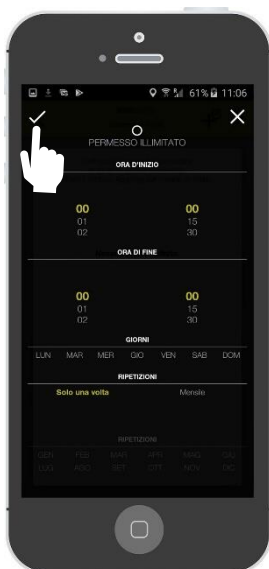 61% 11:06
PERMESSO ILLIMITATO
ORA D'INIZIO
00 00
01 15
02 30
ORA DI FINE
00 00
01 15
02 30
GIORNI
LUN MAR MER GIO VEN SAB DOM
RIPETIZIONI
Solo una volta Mensile
RIPETIZIONI
GEN FEB MAR APR MAG GIU
LUG AGO SET OTT NOV DIC